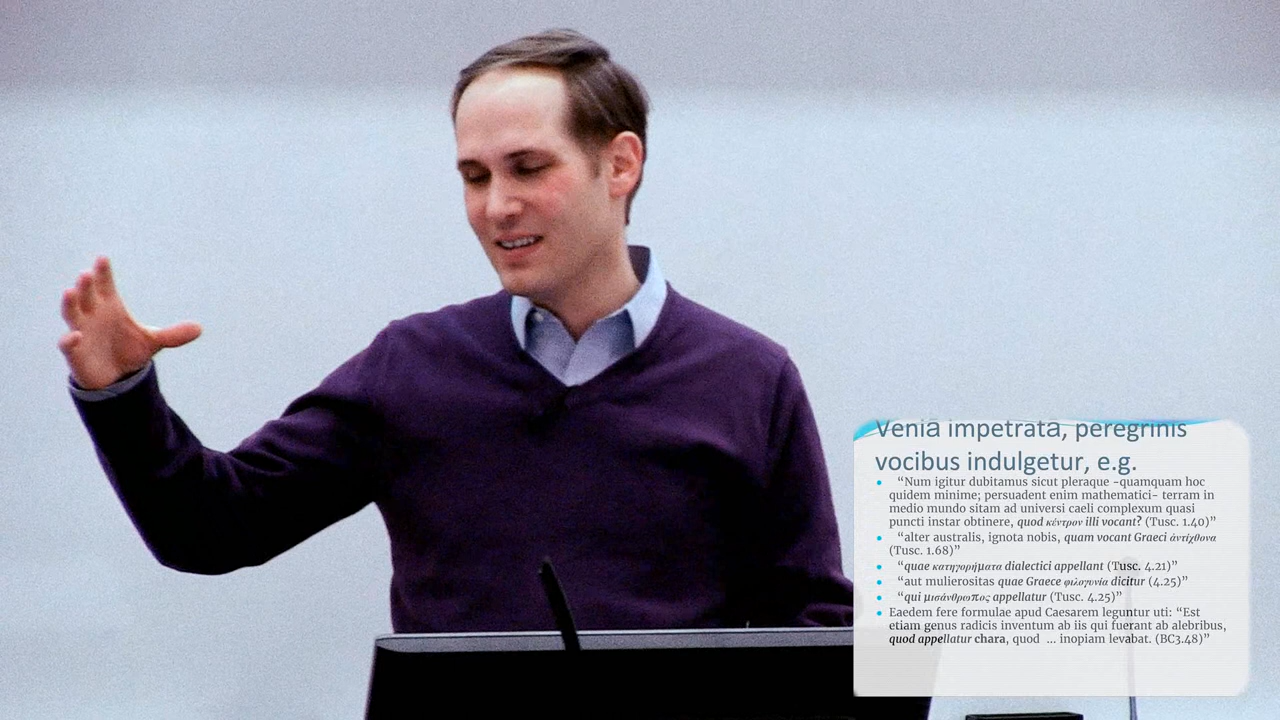 Veniā impetratā, peregrinis
vocibus indulgetur, e.g.
• “Num igitur dubitamus sicut pleraque -quamquam hoc
quidem minime; persuadent enim mathematici- terram in
medio mundo sitam ad universi caeli complexum quasi
puncti instar obtinere, quod κέντρον illi vocant? (Tusc. 1.40)”
• “alter australis, ignota nobis, quam vocant Graeci ἀντίχθονα
(Tusc. 1.68)”
• “quae κατηγορήματα dialectici appellant (Tusc. 4.21)”
• “aut mulierositas quae Graece φιλογυνία dicitur (4.25)”
• “qui μισάνθρωπος appellatur (Tusc. 4.25)”
• Eaedem fere formulae apud Caesarem leguntur uti: “Est
etiam genus radicis inventum ab iis qui fuerant ab alebribus,
quod appellatur chara, quod ... inopiam levabat. (BC3.48)”